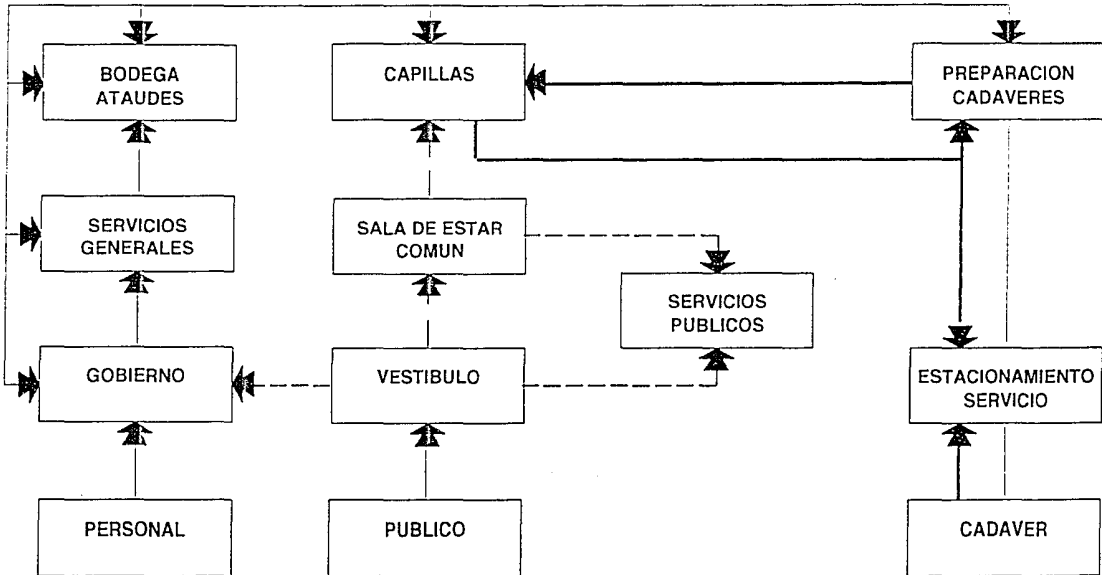 BODEGA
ATAUDES
CAPILLAS
PREPARACION
CADAVERES
SERVICIOS
GENERALES
SALA DE ESTAR
COMUN
SERVICIOS
PUBLICOS
GOBIERNO
VESTIBULO
ESTACIONAMIENTO
SERVICIO
PERSONAL
PUBLICO
CADAVER